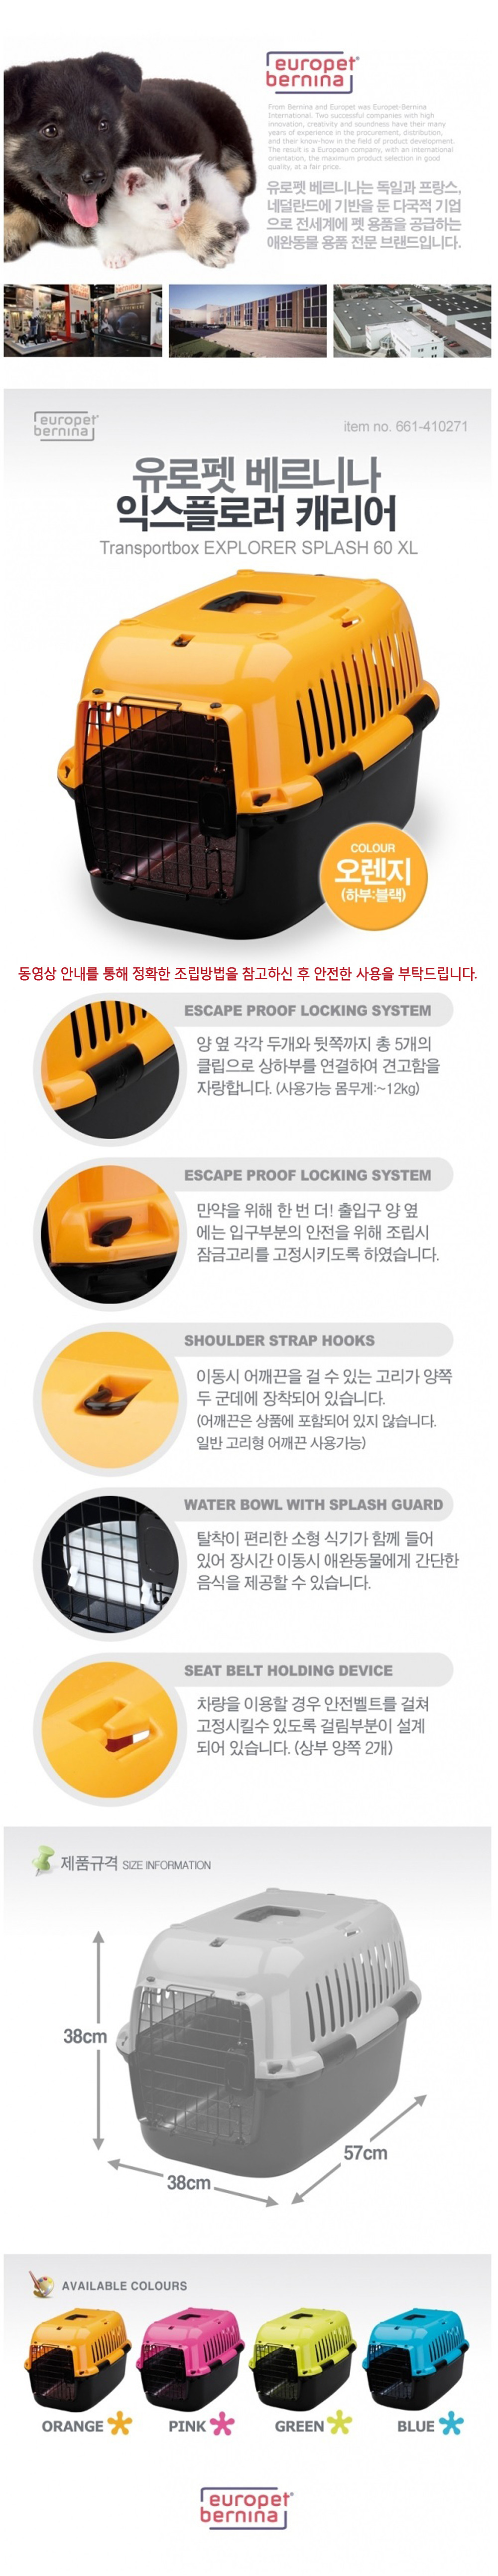 europet
bernina
From Bernina and Europet was Europet-Bernina
International. Two successful companies with high
innovation, creativity and soundness have their many
years of experience in the procurement, distribution,
and their know-how in the field of product development.
The result is a European company, with an international
orientation, the maximum product selection in good
quality, at a fair price.
유로펫 베르니나는 독일과 프랑스,
네덜란드에 기반을 둔 다국적 기업
으로 전세계에 펫 용품을 공급하는
애완동물 용품 전문 브랜드입니다.
europet
bernina
item no. 661-410271
유로펫 베르니나
익스플로러 캐리어
Transportbox EXPLORER SPLASH 60 XL
COLOUR
오렌지
(하부:블랙)
동영상 안내를 통해 정확한 조립방법을 참고하신 후 안전한 사용을 부탁드립니다.
ESCAPE PROOF LOCKING SYSTEM
양 옆 각각 두개와 뒷쪽까지 총 5개의
클립으로 상하부를 연결하여 견고함을
자랑합니다. (사용가능 몸무게:~12kg)
ESCAPE PROOF LOCKING SYSTEM
만약을 위해 한 번 더! 출입구 양 옆
에는 입구부분의 안전을 위해 조립시
잠금고리를 고정시키도록 하였습니다.
SHOULDER STRAP HOOKS
이동시 어깨끈을 걸 수 있는 고리가 양쪽
두 군데에 장착되어 있습니다.
(어깨끈은 상품에 포함되어 있지 않습니다.
일반 고리형 어깨끈 사용가능)
WATER BOWL WITH SPLASH GUARD
탈착이 편리한 소형 식기가 함께 들어
있어 장시간 이동시 애완동물에게 간단한
음식을 제공할 수 있습니다.
SEAT BELT HOLDING DEVICE
차량을 이용할 경우 안전벨트를 걸쳐
고정시킬수 있도록 걸림부분이 설계
되어 있습니다. (상부 양쪽 2개)
제품규격 SIZE INFORMATION
38cm
57cm
38cm
AVAILABLE COLOURS
ORANGE
PINK
GREEN
BLUE
europet
bernina